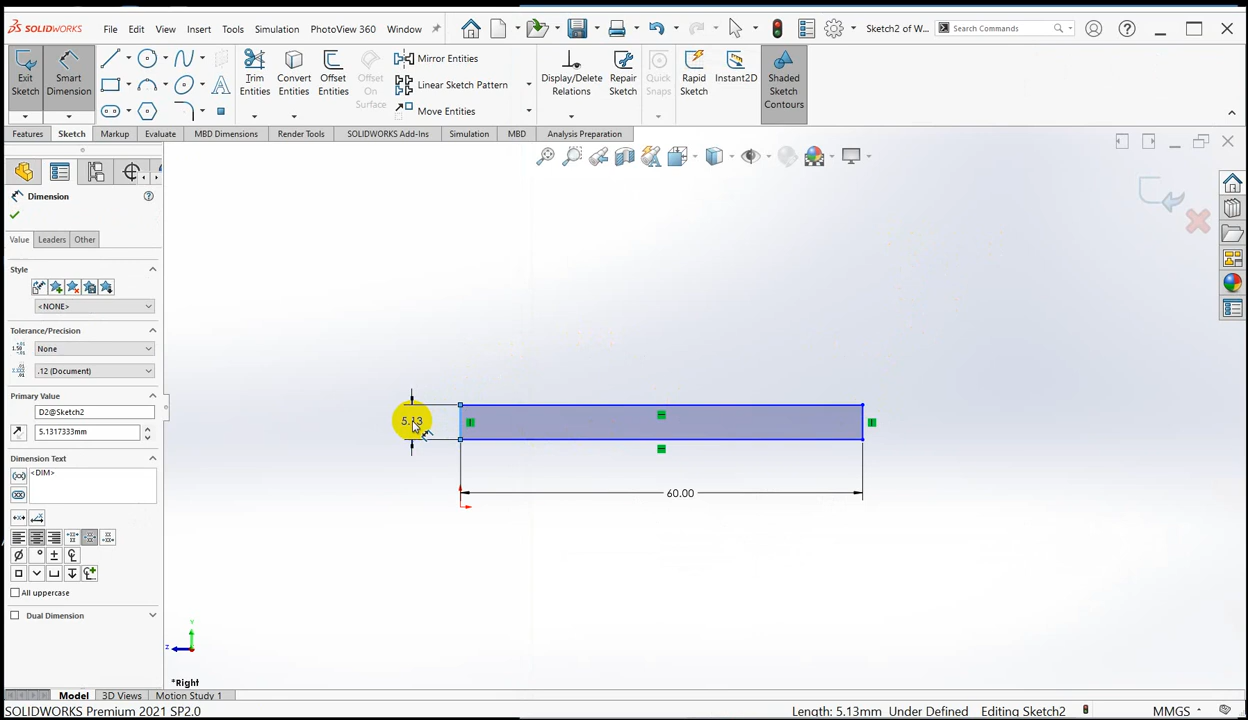 SOLIDWORKS File Edit View Insert Tools Simulation PhotoView 360 Window Sketch2 of W... Search Commands
Exit Sketch
Smart Dimension
Trim Entities
Convert Entities
Offset Entities
Offset On Surface
Mirror Entities
Linear Sketch Pattern
Move Entities
Display/Delete Relations
Repair Sketch
Quick Snaps
Rapid Sketch
Instant2D
Shaded Sketch Contours
Features Sketch Markup Evaluate MBD Dimensions Render Tools SOLIDWORKS Add-Ins Simulation MBD Analysis Preparation
Dimension
Value Leaders Other
Style
<NONE>
Tolerance/Precision
None
.12 (Document)
Primary Value
D2@Sketch2
5.1317333mm
Dimension Text
<DIM>
All uppercase
Dual Dimension
5.13
60.00
Y
Z
*Right
Model 3D Views Motion Study 1
SOLIDWORKS Premium 2021 SP2.0 Length: 5.13mm Under Defined Editing Sketch2 MMGS